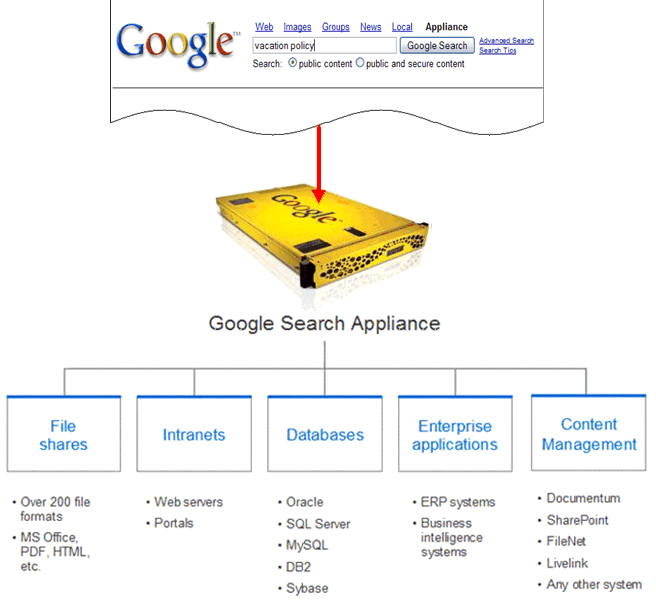 Google™
Web Images Groups News Local Appliance
vacation policy
Google Search
Advanced Search
Search Tips
Search: public content public and secure content
Google
Google Search Appliance
File
shares
Intranets
Databases
Enterprise
applications
Content
Management
• Over 200 file
formats
• MS Office,
PDF, HTML,
etc.
• Web servers
• Portals
• Oracle
• SQL Server
• MySQL
• DB2
• Sybase
• ERP systems
• Business
intelligence
systems
• Documentum
• SharePoint
• FileNet
• Livelink
• Any other system